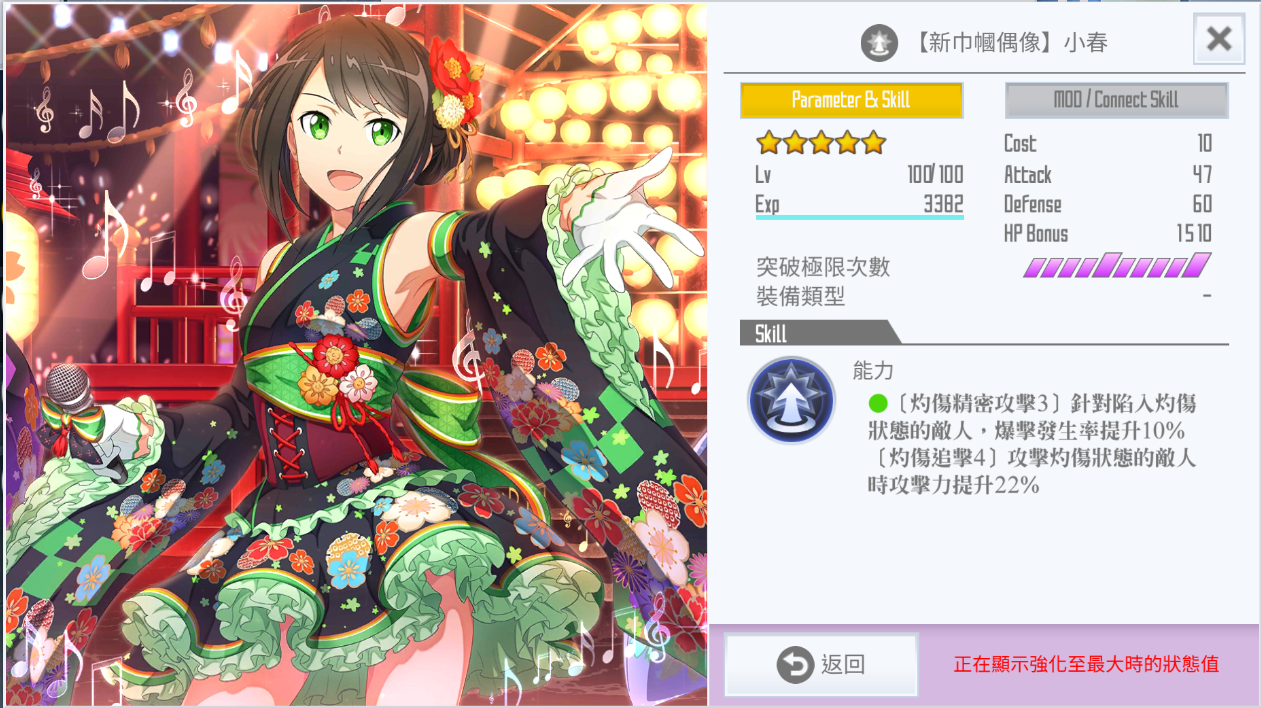 【新巾幗偶像】小春
Parameter & Skill
MOD / Connect Skill
Lv 100/100
Exp 3382
Cost 10
Attack 47
Defense 60
HP Bonus 1510
突破極限次數
裝備類型 -
Skill
能力
〔灼傷精密攻擊3〕針對陷入灼傷
狀態的敵人，爆擊發生率提升10%
〔灼傷追擊4〕攻擊灼傷狀態的敵人
時攻擊力提升22%
返回
正在顯示強化至最大時的狀態值